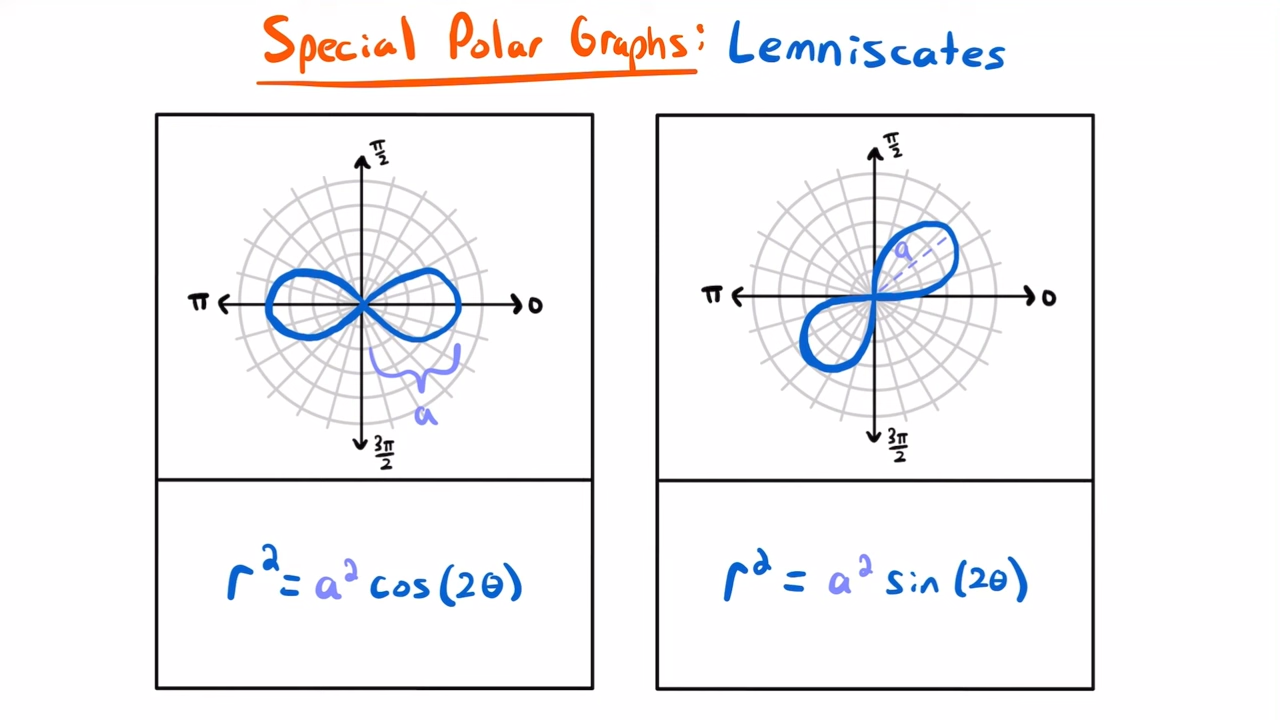 Special Polar Graphs: Lemniscates
π/2
π 0
a
3π/2
r² = a² cos(2θ)
π/2
a
π 0
3π/2
r² = a² sin(2θ)